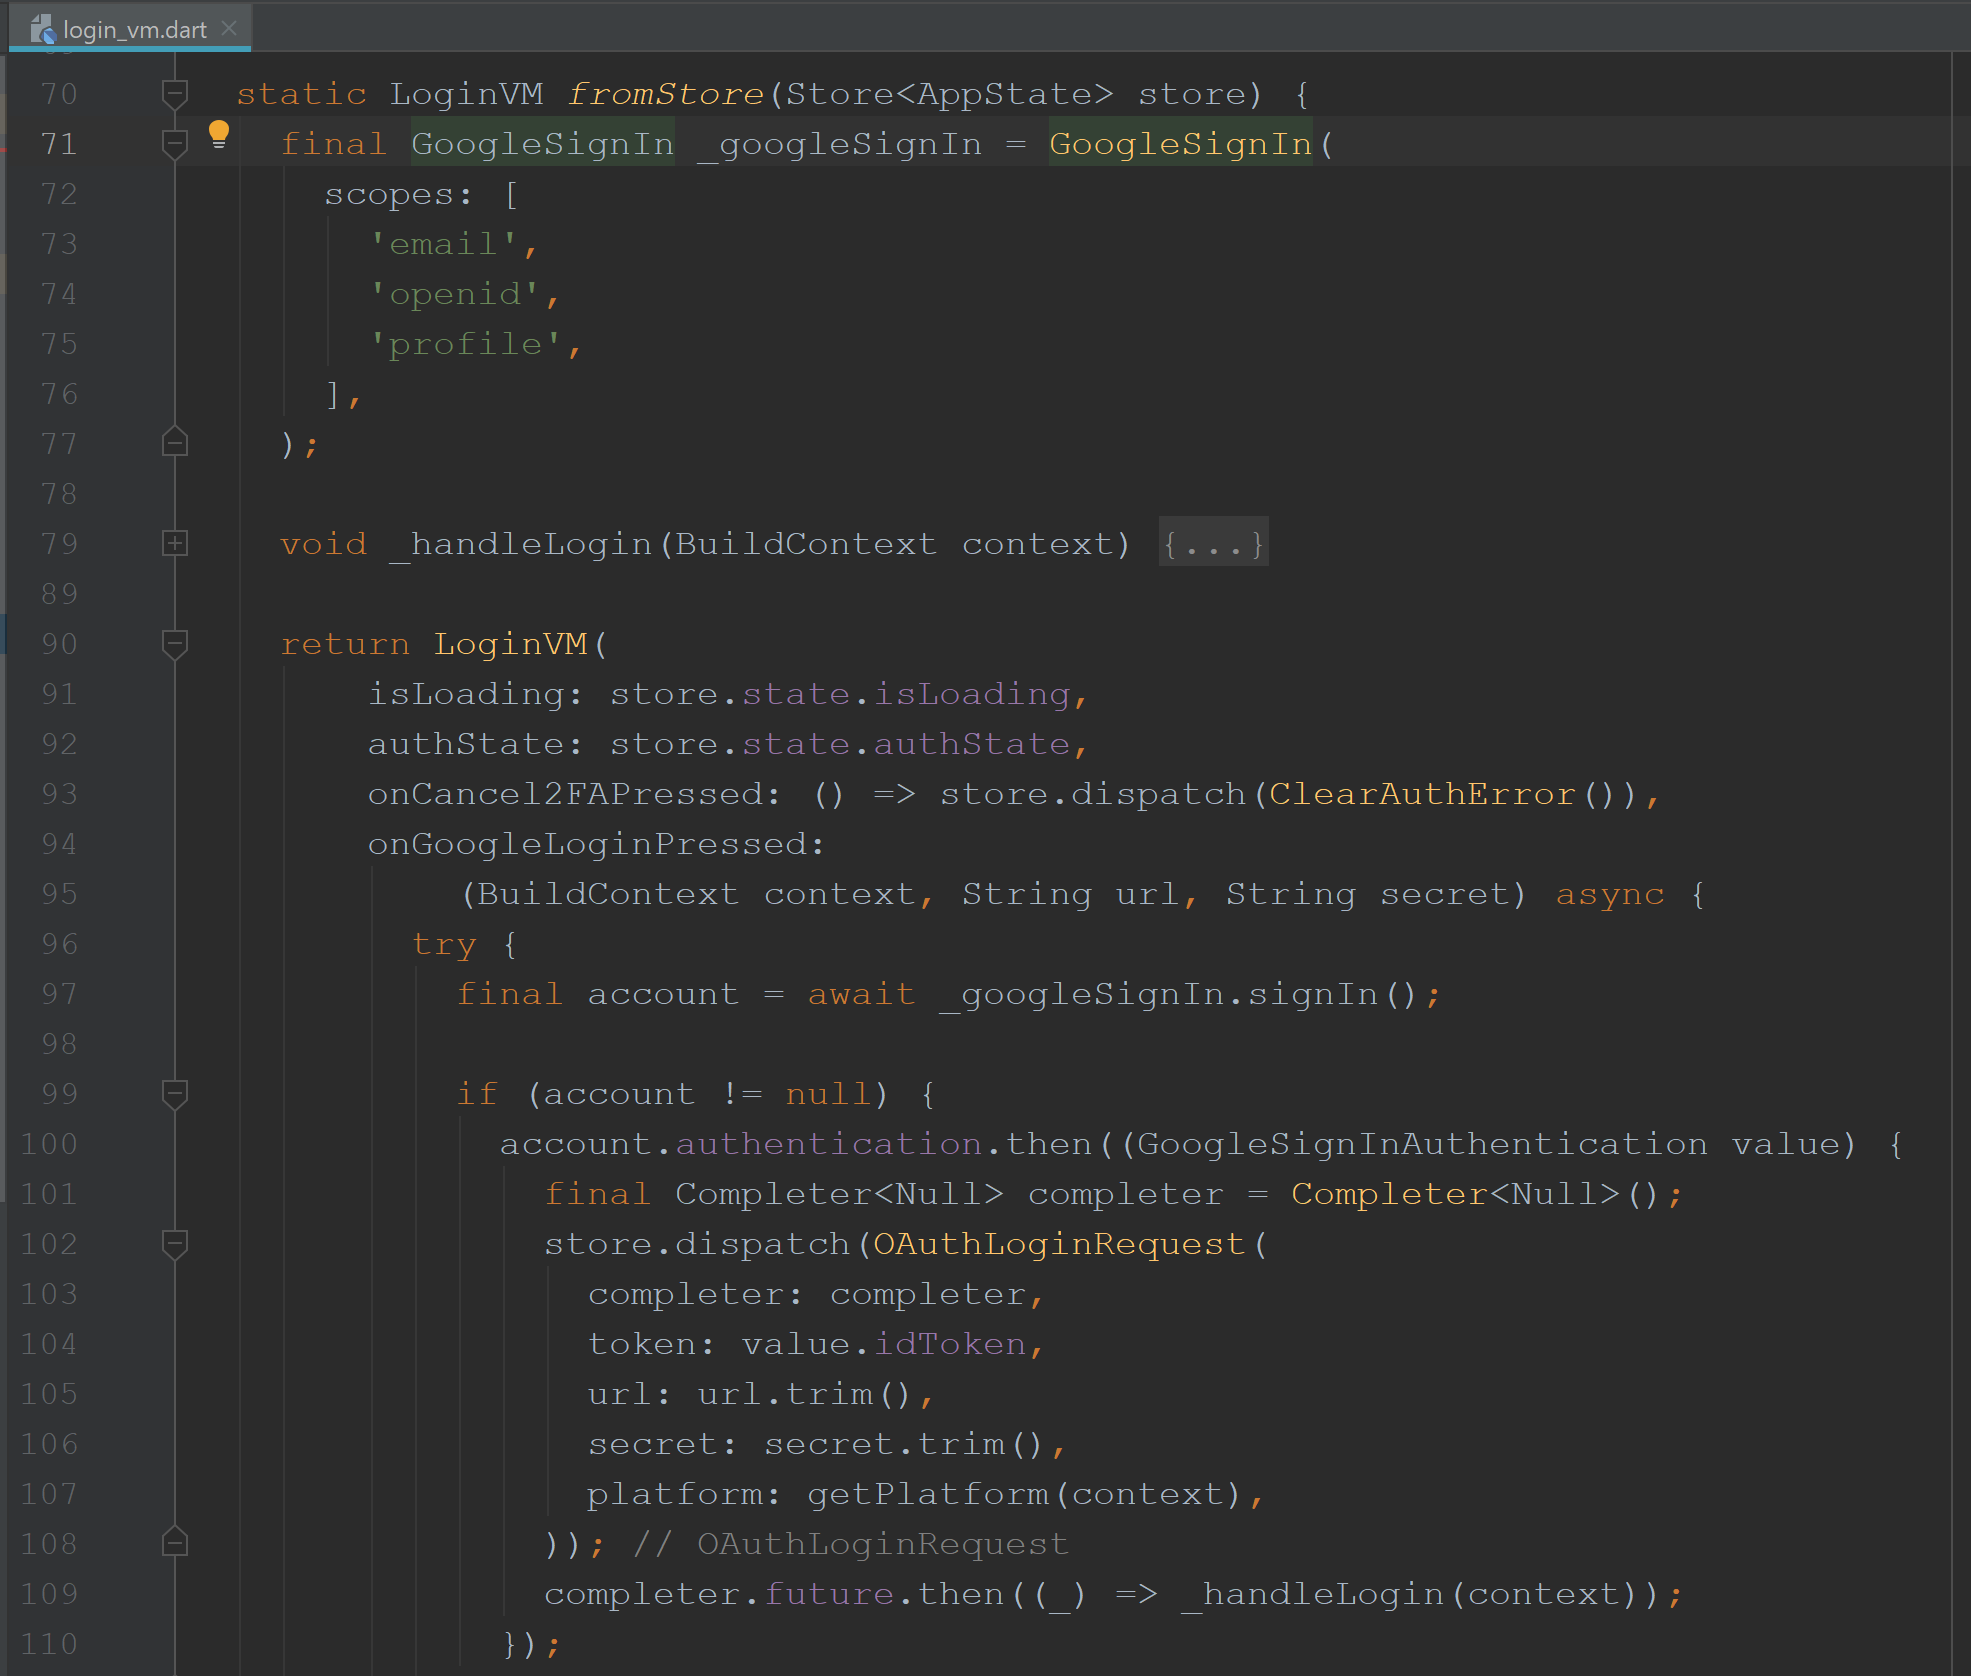 login_vm.dart
70 static LoginVM fromStore(Store<AppState> store) {
71 final GoogleSignIn _googleSignIn = GoogleSignIn(
72 scopes: [
73 'email',
74 'openid',
75 'profile',
76 ],
77 );
78
79 void _handleLogin(BuildContext context) {...}
89
90 return LoginVM(
91 isLoading: store.state.isLoading,
92 authState: store.state.authState,
93 onCancel2FAPressed: () => store.dispatch(ClearAuthError()),
94 onGoogleLoginPressed:
95 (BuildContext context, String url, String secret) async {
96 try {
97 final account = await _googleSignIn.signIn();
98
99 if (account != null) {
100 account.authentication.then((GoogleSignInAuthentication value) {
101 final Completer<Null> completer = Completer<Null>();
102 store.dispatch(OAuthLoginRequest(
103 completer: completer,
104 token: value.idToken,
105 url: url.trim(),
106 secret: secret.trim(),
107 platform: getPlatform(context),
108 )); // OAuthLoginRequest
109 completer.future.then((_) => _handleLogin(context));
110 });